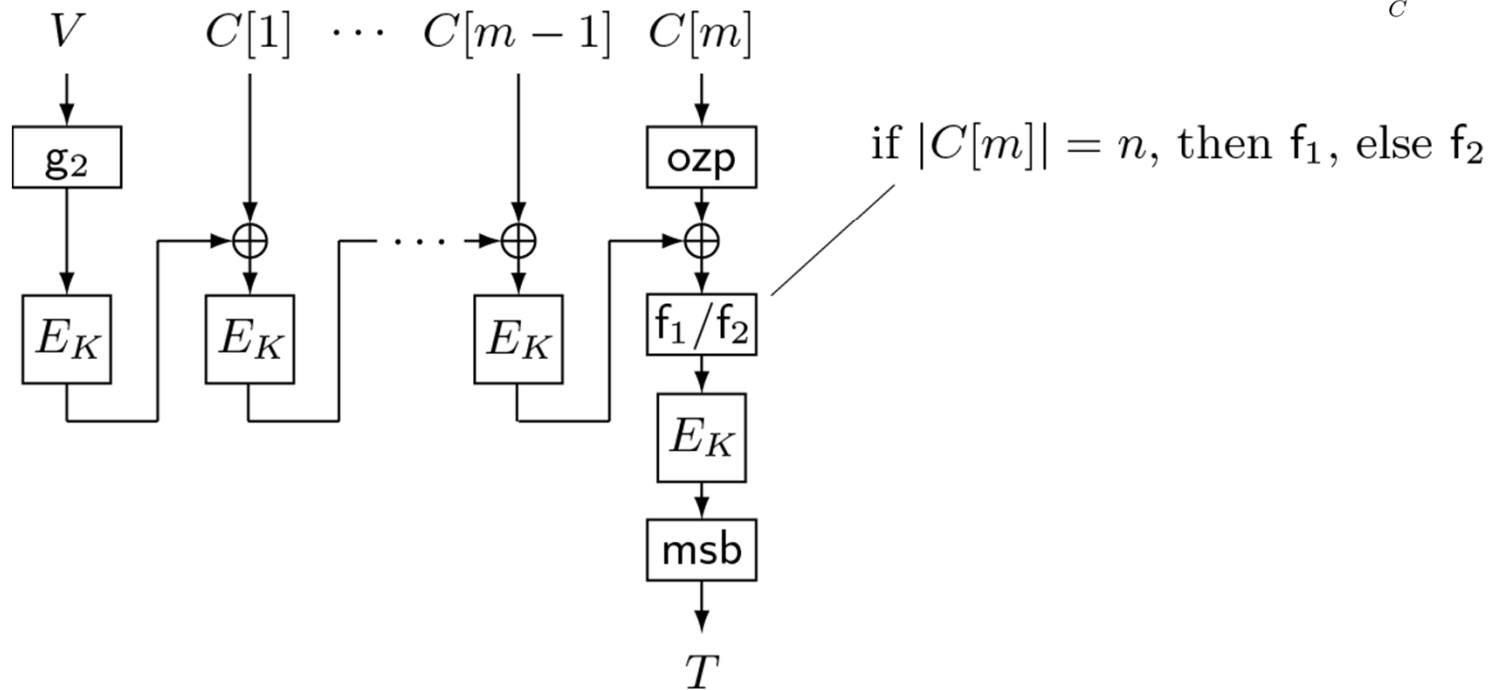 C
V C[1] ··· C[m − 1] C[m]
g₂ ozp if |C[m]| = n, then f₁, else f₂
···
E_K E_K E_K f₁/f₂
E_K
msb
T